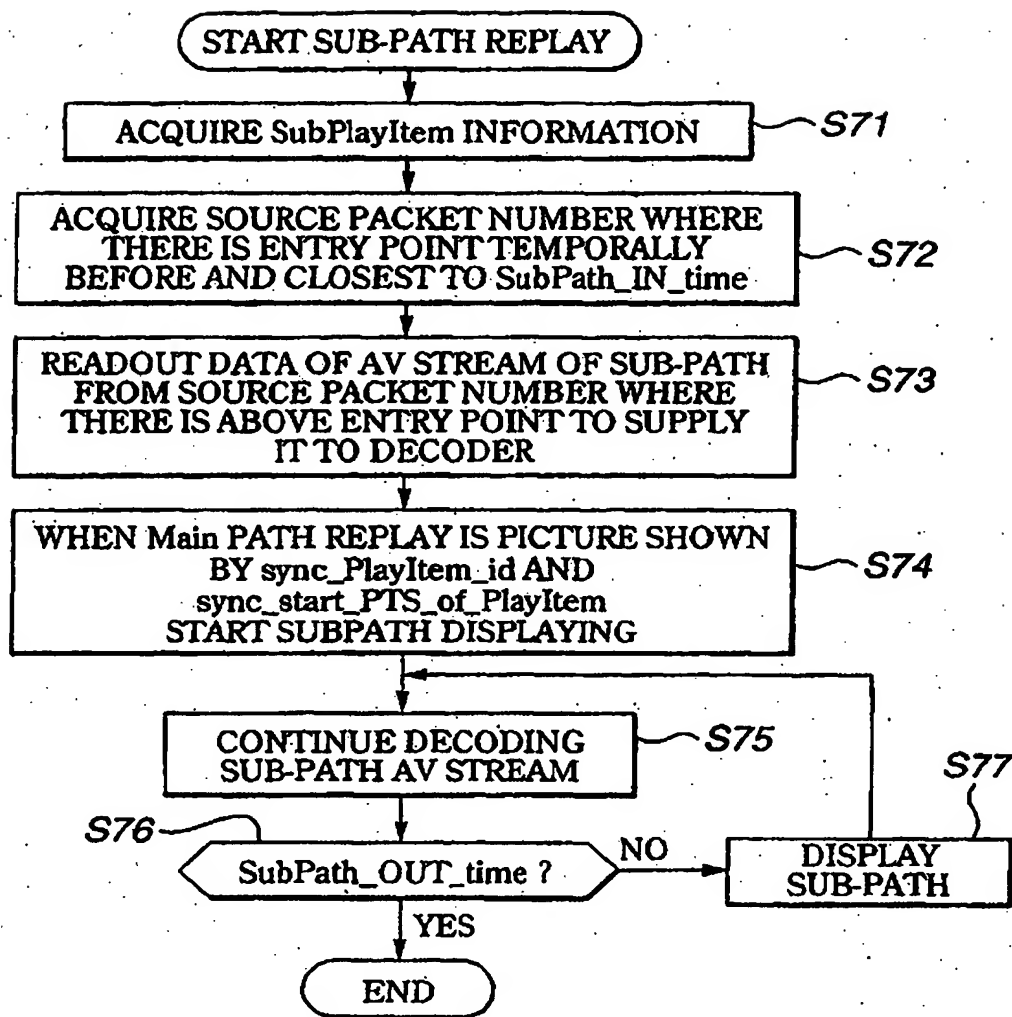 START SUB-PATH REPLAY
ACQUIRE SubPlayItem INFORMATION
S71
ACQUIRE SOURCE PACKET NUMBER WHERE
THERE IS ENTRY POINT TEMPORALLY
BEFORE AND CLOSEST TO SubPath_IN_time
S72
READOUT DATA OF AV STREAM OF SUB-PATH
FROM SOURCE PACKET NUMBER WHERE
THERE IS ABOVE ENTRY POINT TO SUPPLY
IT TO DECODER
S73
WHEN Main PATH REPLAY IS PICTURE SHOWN
BY sync_PlayItem_id AND
sync_start_PTS_of_PlayItem
START SUBPATH DISPLAYING
S74
CONTINUE DECODING
SUB-PATH AV STREAM
S75
S76
SubPath_OUT_time ?
NO
S77
DISPLAY
SUB-PATH
YES
END